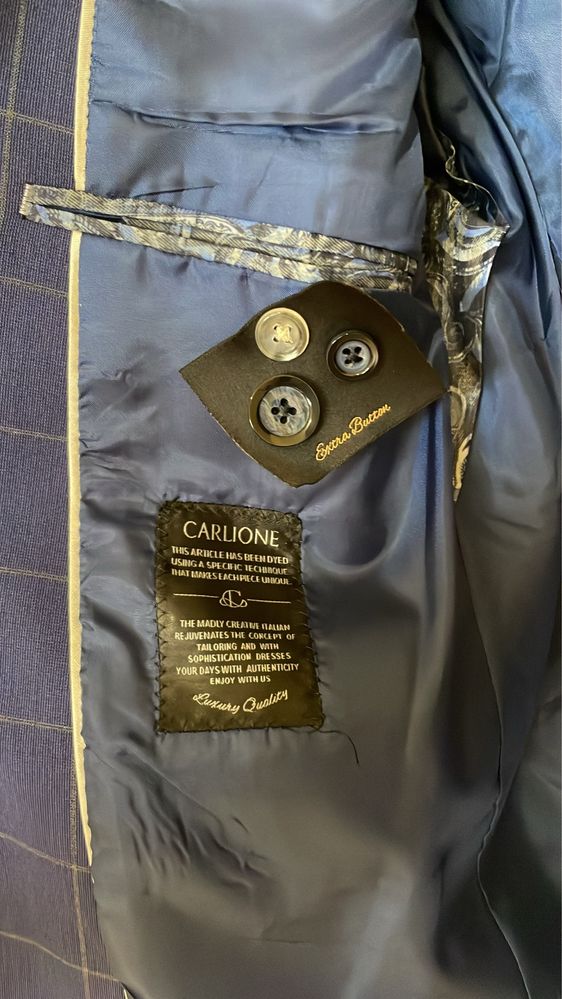 Extra Button
CARLIONE
THIS ARTICLE HAS BEEN DYED
USING A SPECIFIC TECHNIQUE
THAT MAKES EACH PIECE UNIQUE.
THE MADLY CREATIVE ITALIAN
REJUVENATES THE CONCEPT OF
TAILORING AND WITH
SOPHISTICATION DRESSES
YOUR DAYS WITH AUTHENTICITY
ENJOY WITH US
Luxury Quality